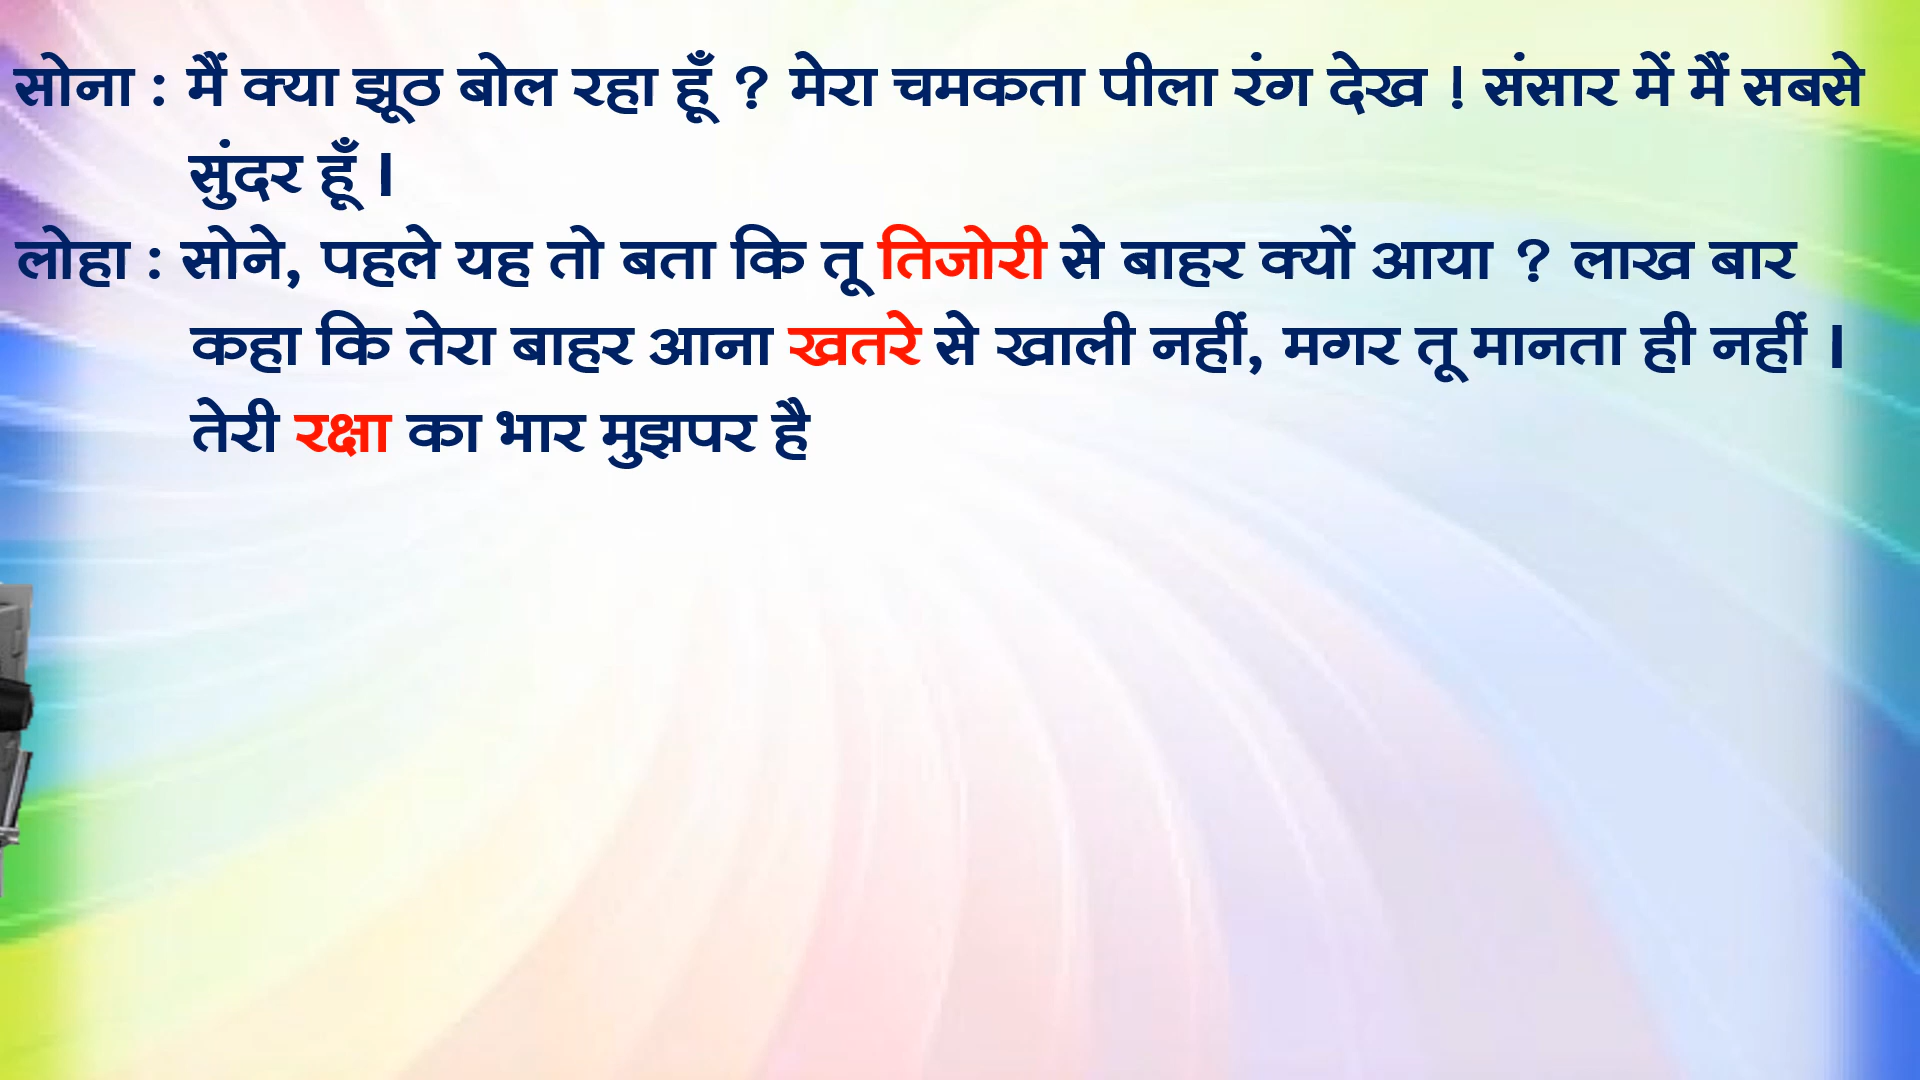 सोना : मैं क्या झूठ बोल रहा हूँ ? मेरा चमकता पीला रंग देख ! संसार में मैं सबसे
सुंदर हूँ ।
लोहा : सोने, पहले यह तो बता कि तू तिजोरी से बाहर क्यों आया ? लाख बार
कहा कि तेरा बाहर आना खतरे से खाली नहीं, मगर तू मानता ही नहीं ।
तेरी रक्षा का भार मुझपर है